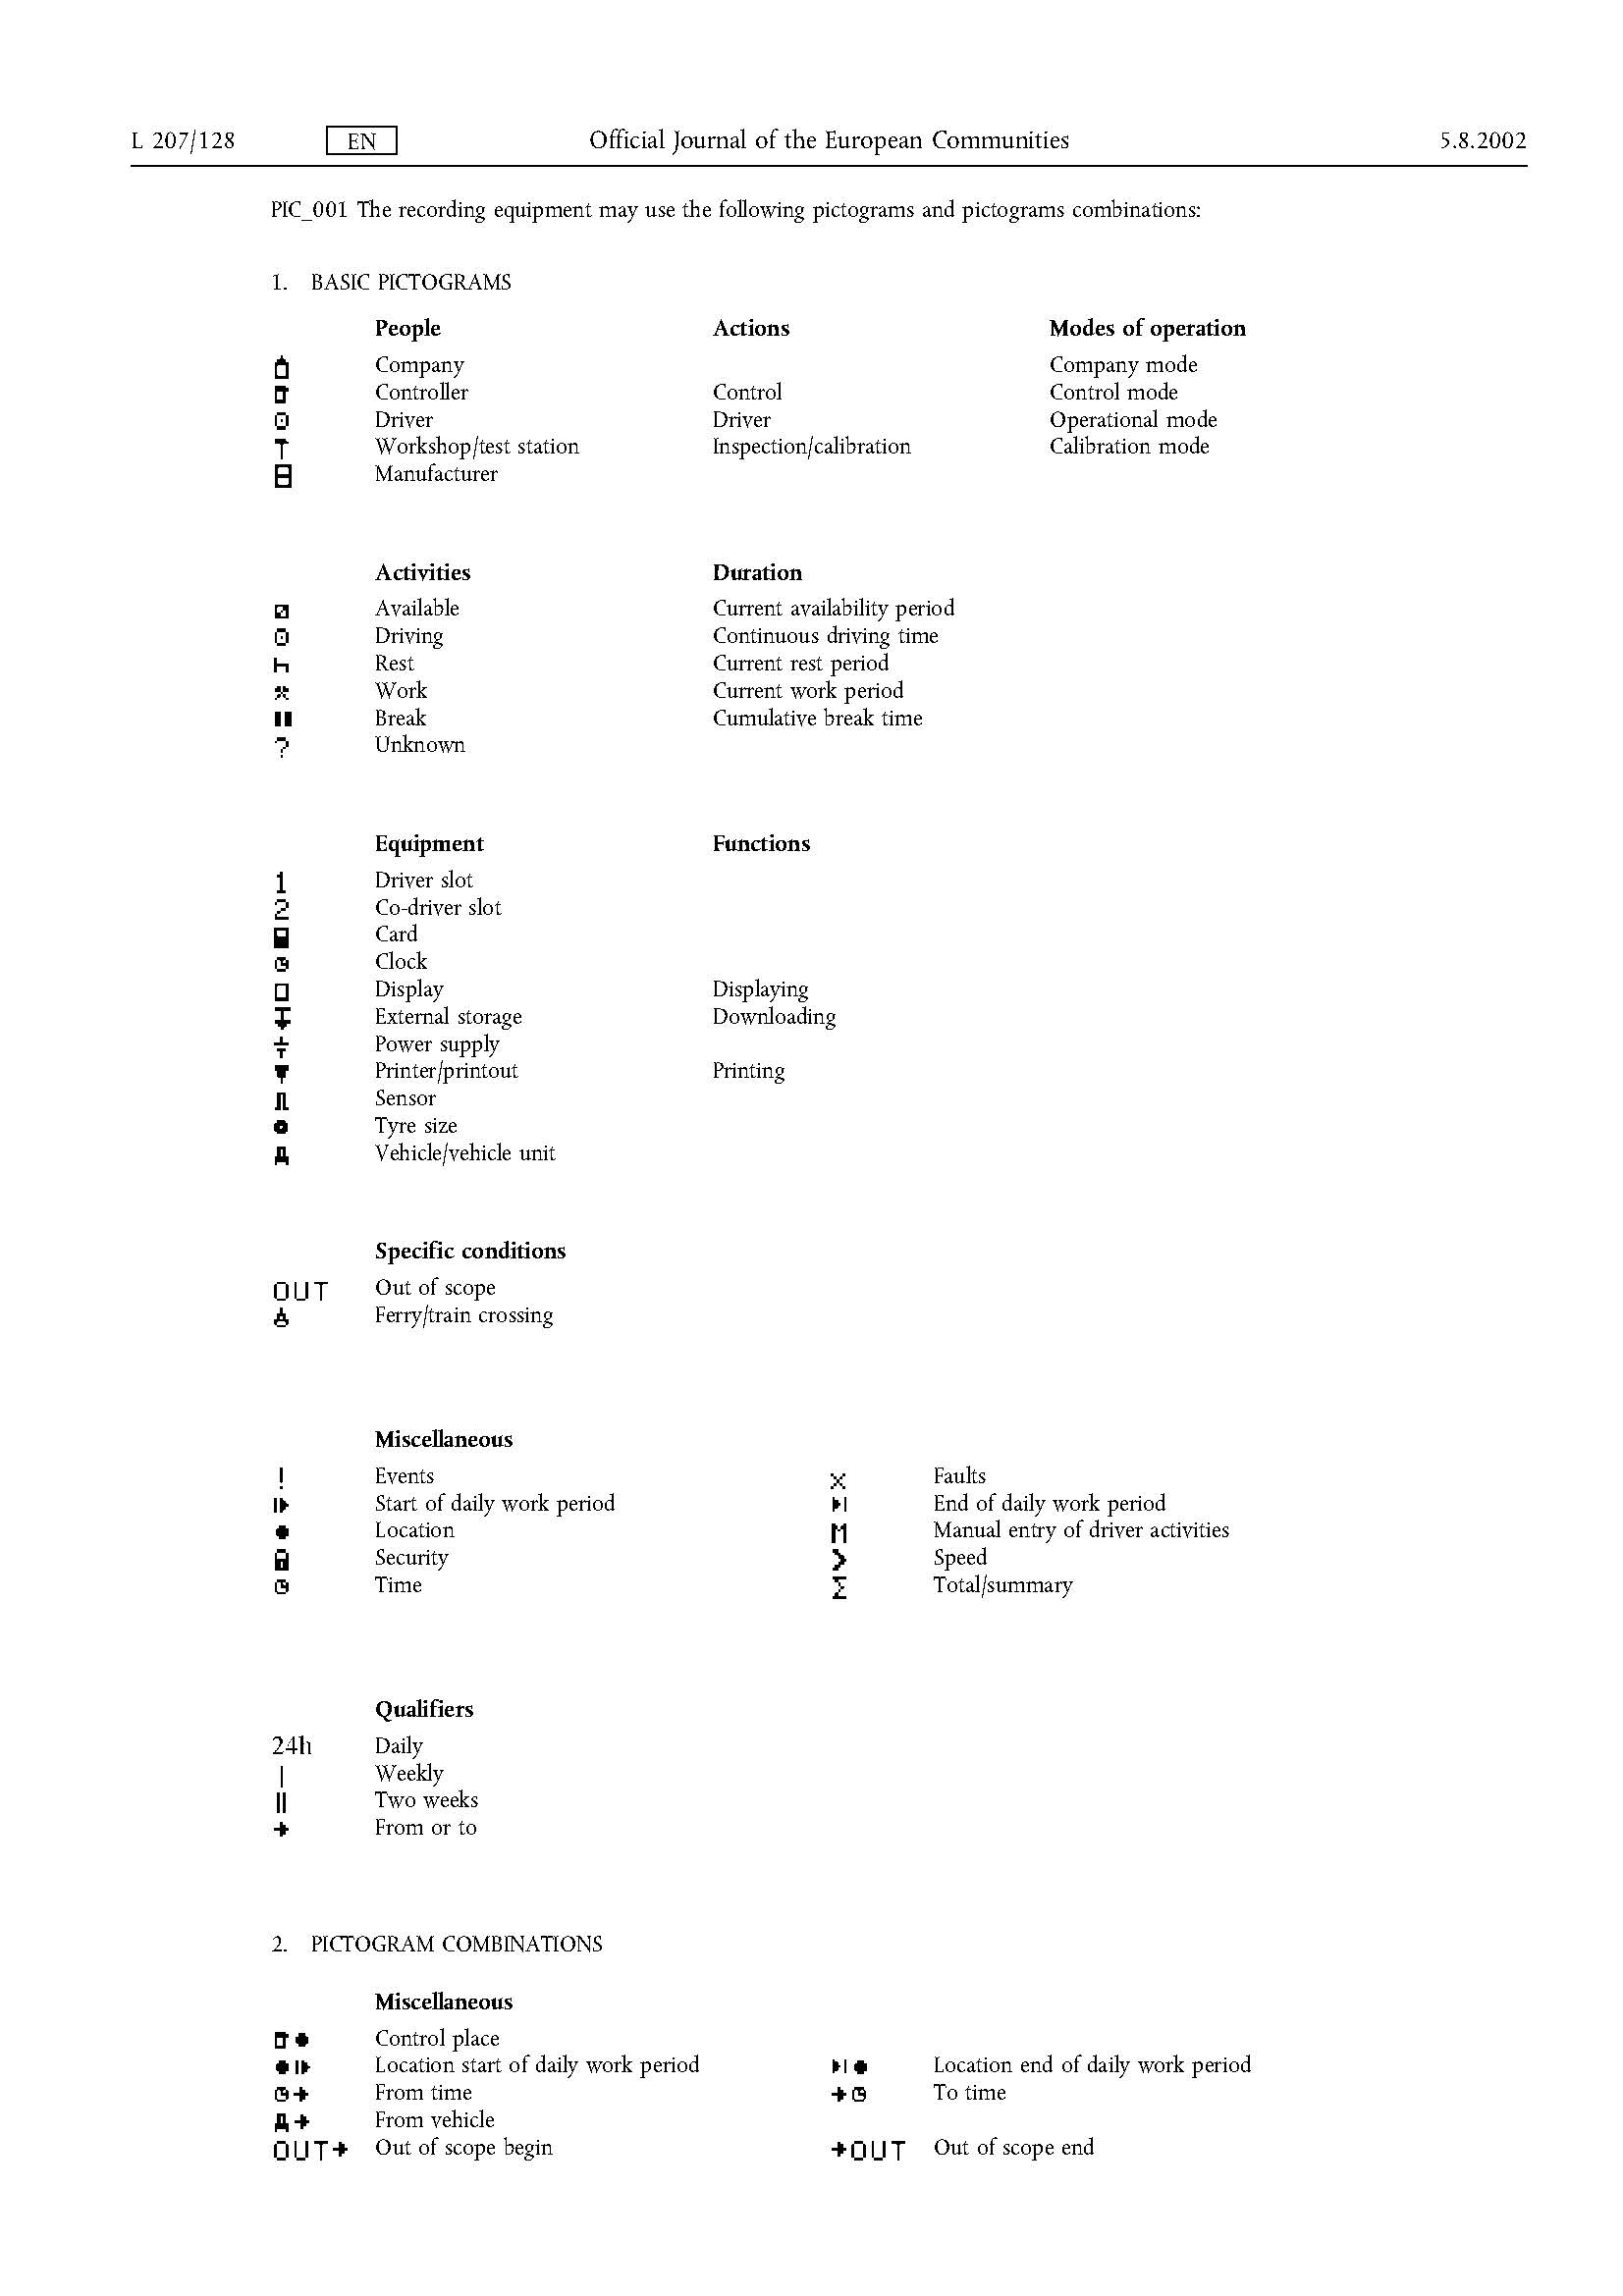 L 207/128 EN Official Journal of the European Communities 5.8.2002
PIC_001 The recording equipment may use the following pictograms and pictograms combinations:
1. BASIC PICTOGRAMS
People Actions Modes of operation
Company Company mode
Controller Control Control mode
Driver Driver Operational mode
Workshop/test station Inspection/calibration Calibration mode
Manufacturer
Activities Duration
Available Current availability period
Driving Continuous driving time
Rest Current rest period
Work Current work period
Break Cumulative break time
? Unknown
Equipment Functions
1 Driver slot
2 Co-driver slot
Card
Clock
Display Displaying
External storage Downloading
Power supply
Printer/printout Printing
Sensor
Tyre size
Vehicle/vehicle unit
Specific conditions
OUT Out of scope
Ferry/train crossing
Miscellaneous
! Events × Faults
Start of daily work period End of daily work period
Location M Manual entry of driver activities
Security Speed
Time Σ Total/summary
Qualifiers
24h Daily
| Weekly
|| Two weeks
From or to
2. PICTOGRAM COMBINATIONS
Miscellaneous
Control place
Location start of daily work period Location end of daily work period
From time To time
From vehicle
OUT Out of scope begin OUT Out of scope end